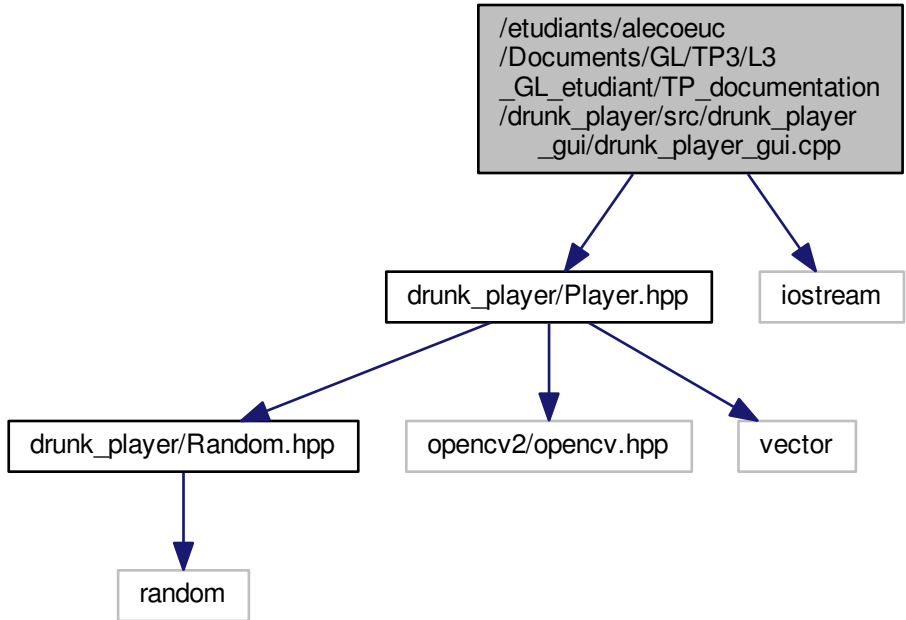 /etudiants/alecoeuc
/Documents/GL/TP3/L3
_GL_etudiant/TP_documentation
/drunk_player/src/drunk_player
_gui/drunk_player_gui.cpp
drunk_player/Player.hpp
iostream
drunk_player/Random.hpp
opencv2/opencv.hpp
vector
random